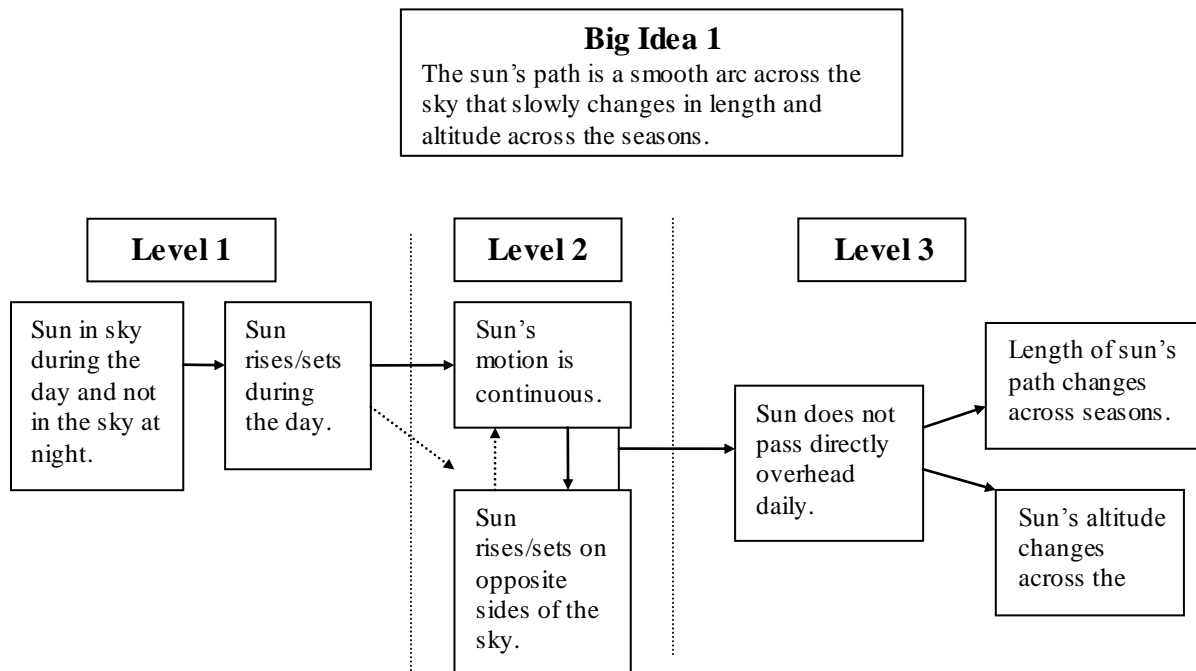 Big Idea 1
The sun's path is a smooth arc across the
sky that slowly changes in length and
altitude across the seasons.
Level 1
Level 2
Level 3
Sun in sky
during the
day and not
in the sky at
night.
Sun
rises/sets
during
the day.
Sun's
motion is
continuous.
Sun
rises/sets on
opposite
sides of the
sky.
Sun does not
pass directly
overhead
daily.
Length of sun's
path changes
across seasons.
Sun's altitude
changes
across the